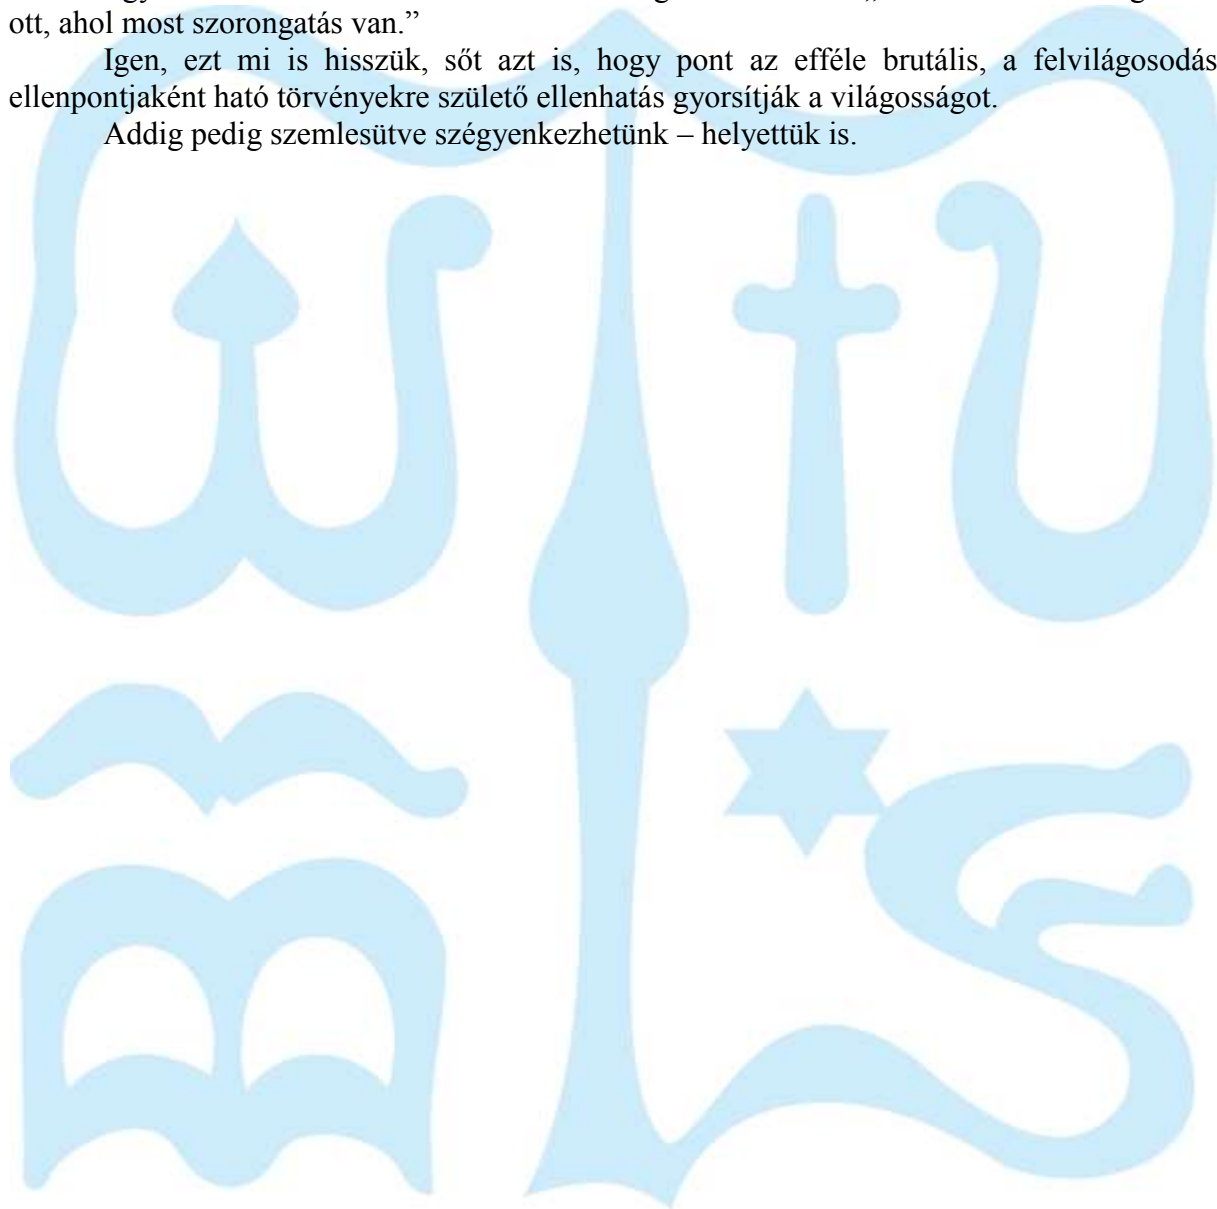 ott, ahol most szorongatás van.”
Igen, ezt mi is hisszük, sőt azt is, hogy pont az efféle brutális, a felvilágosodás
ellenpontjaként ható törvényekre születő ellenhatás gyorsítják a világosságot.
Addig pedig szemlesütve szégyenkezhetünk – helyettük is.